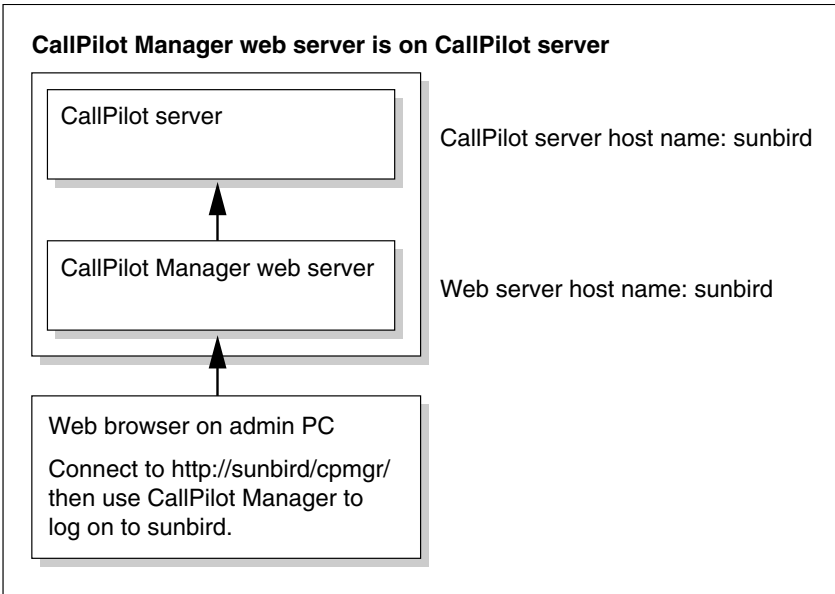 CallPilot Manager web server is on CallPilot server
CallPilot server
CallPilot server host name: sunbird
CallPilot Manager web server
Web server host name: sunbird
Web browser on admin PC
Connect to http://sunbird/cpmgr/
then use CallPilot Manager to
log on to sunbird.